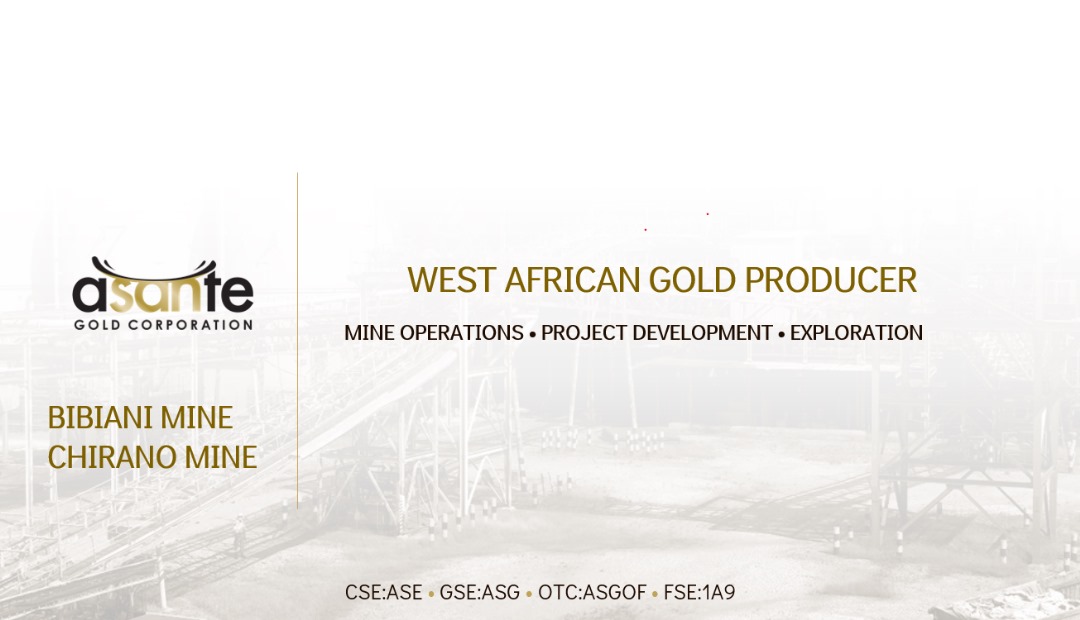 asante
GOLD CORPORATION
BIBIANI MINE
CHIRANO MINE
WEST AFRICAN GOLD PRODUCER
MINE OPERATIONS • PROJECT DEVELOPMENT • EXPLORATION
CSE:ASE • GSE:ASG • OTC:ASGOF • FSE:1A9